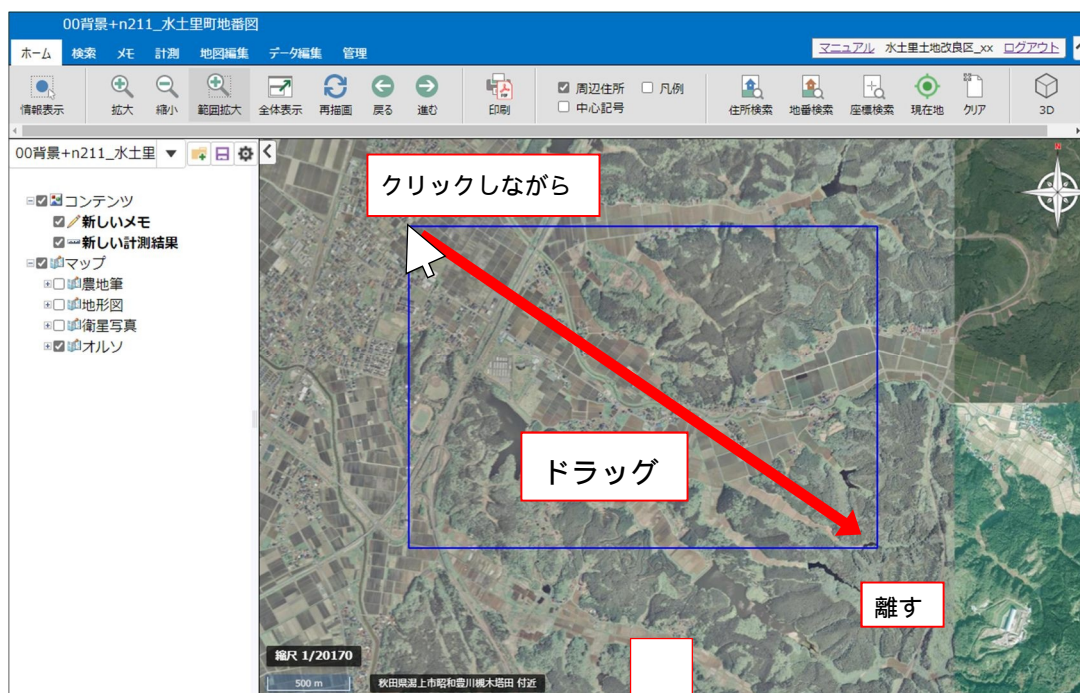 00背景+n211_水土里町地番図
ホーム 検索 メモ 計測 地図編集 データ編集 管理
マニュアル 水土里土地改良区_xx ログアウト
情報表示 拡大 縮小 範囲拡大 全体表示 再描画 戻る 進む 印刷
周辺住所 凡例
中心記号
住所検索 地番検索 座標検索 現在地 クリア 3D
00背景+n211_水土里
コンテンツ
新しいメモ
新しい計測結果
マップ
農地筆
地形図
衛星写真
オルソ
クリックしながら
N
ドラッグ
離す
縮尺 1/20170
500 m
秋田県潟上市昭和豊川槻木塔田 付近